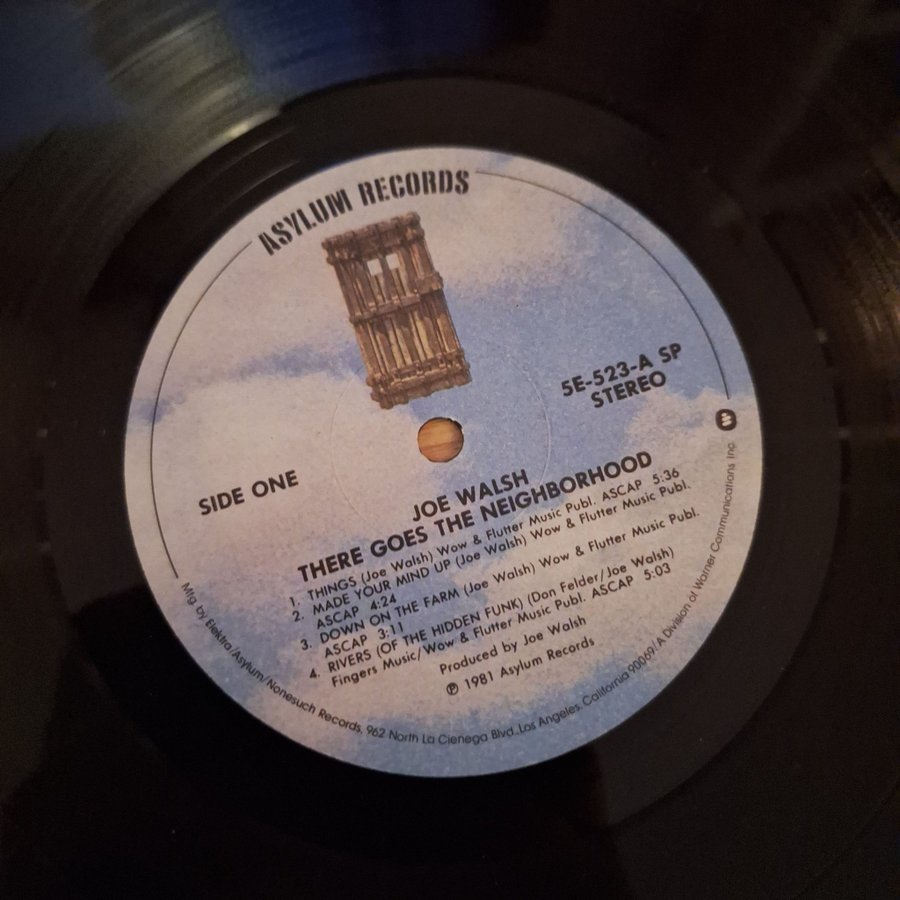 ASYLUM RECORDS
5E-523-A SP
STEREO
SIDE ONE
JOE WALSH
THERE GOES THE NEIGHBORHOOD
1. THINGS (Joe Walsh) Wow & Flutter Music Publ. ASCAP 5:36
2. MADE YOUR MIND UP (Joe Walsh) Wow & Flutter Music Publ.
ASCAP 4:24
3. DOWN ON THE FARM (Joe Walsh) Wow & Flutter Music Publ.
ASCAP 3:11
4. RIVERS (OF THE HIDDEN FUNK) (Don Felder/Joe Walsh)
Fingers Music/Wow & Flutter Music Publ. ASCAP 5:03
Produced by Joe Walsh
℗ 1981 Asylum Records
Mfg. by Elektra/Asylum/Nonesuch Records, 962 North La Cienega Blvd., Los Angeles, California 90069/A Division of Warner Communications Inc.